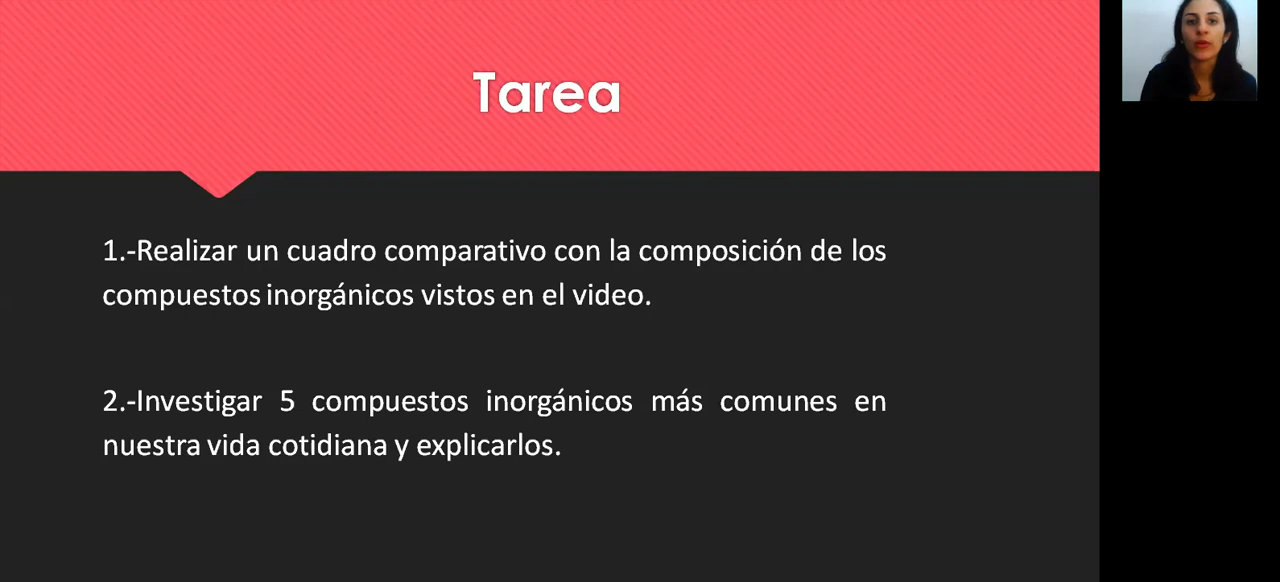 Tarea
1.-Realizar un cuadro comparativo con la composición de los
compuestos inorgánicos vistos en el video.
2.-Investigar 5 compuestos inorgánicos más comunes en
nuestra vida cotidiana y explicarlos.